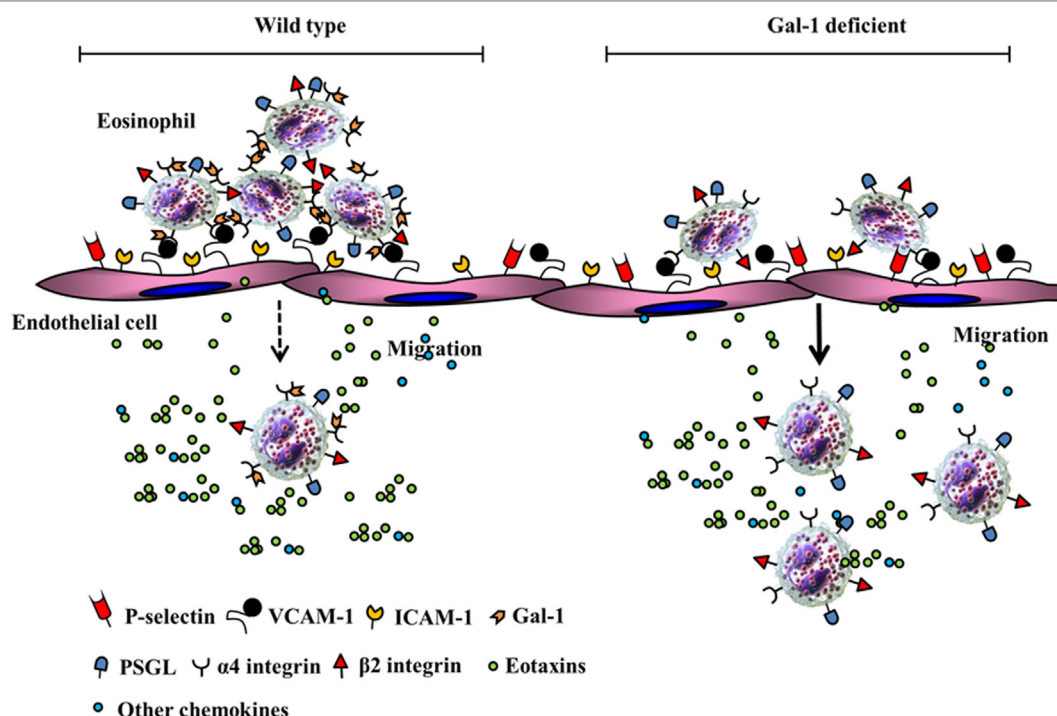 Wild type
Gal-1 deficient
Eosinophil
Endothelial cell
Migration
Migration
P-selectin VCAM-1 ICAM-1 Gal-1
PSGL α4 integrin β2 integrin Eotaxins
Other chemokines